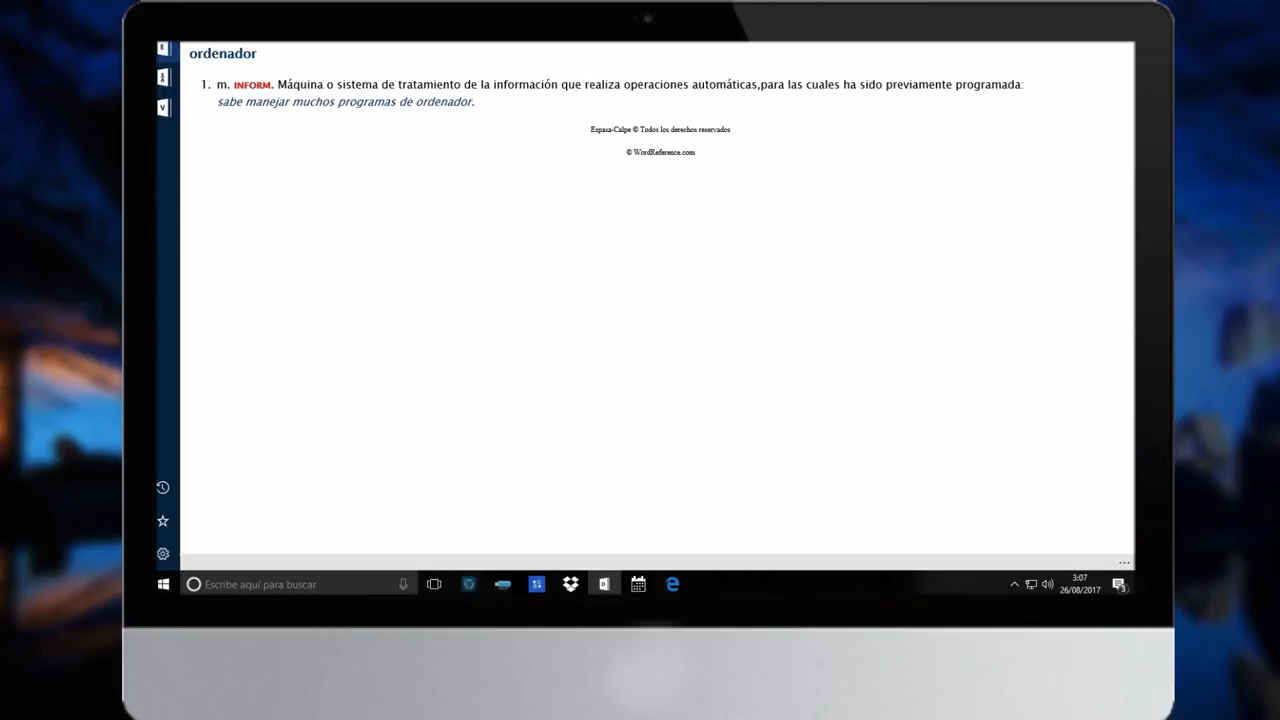 ordenador
1. m. INFORM. Máquina o sistema de tratamiento de la información que realiza operaciones automáticas,para las cuales ha sido previamente programada:
sabe manejar muchos programas de ordenador.
Espasa-Calpe © Todos los derechos reservados
© WordReference.com
E
V
Escribe aquí para buscar
D
3:07
26/08/2017
3